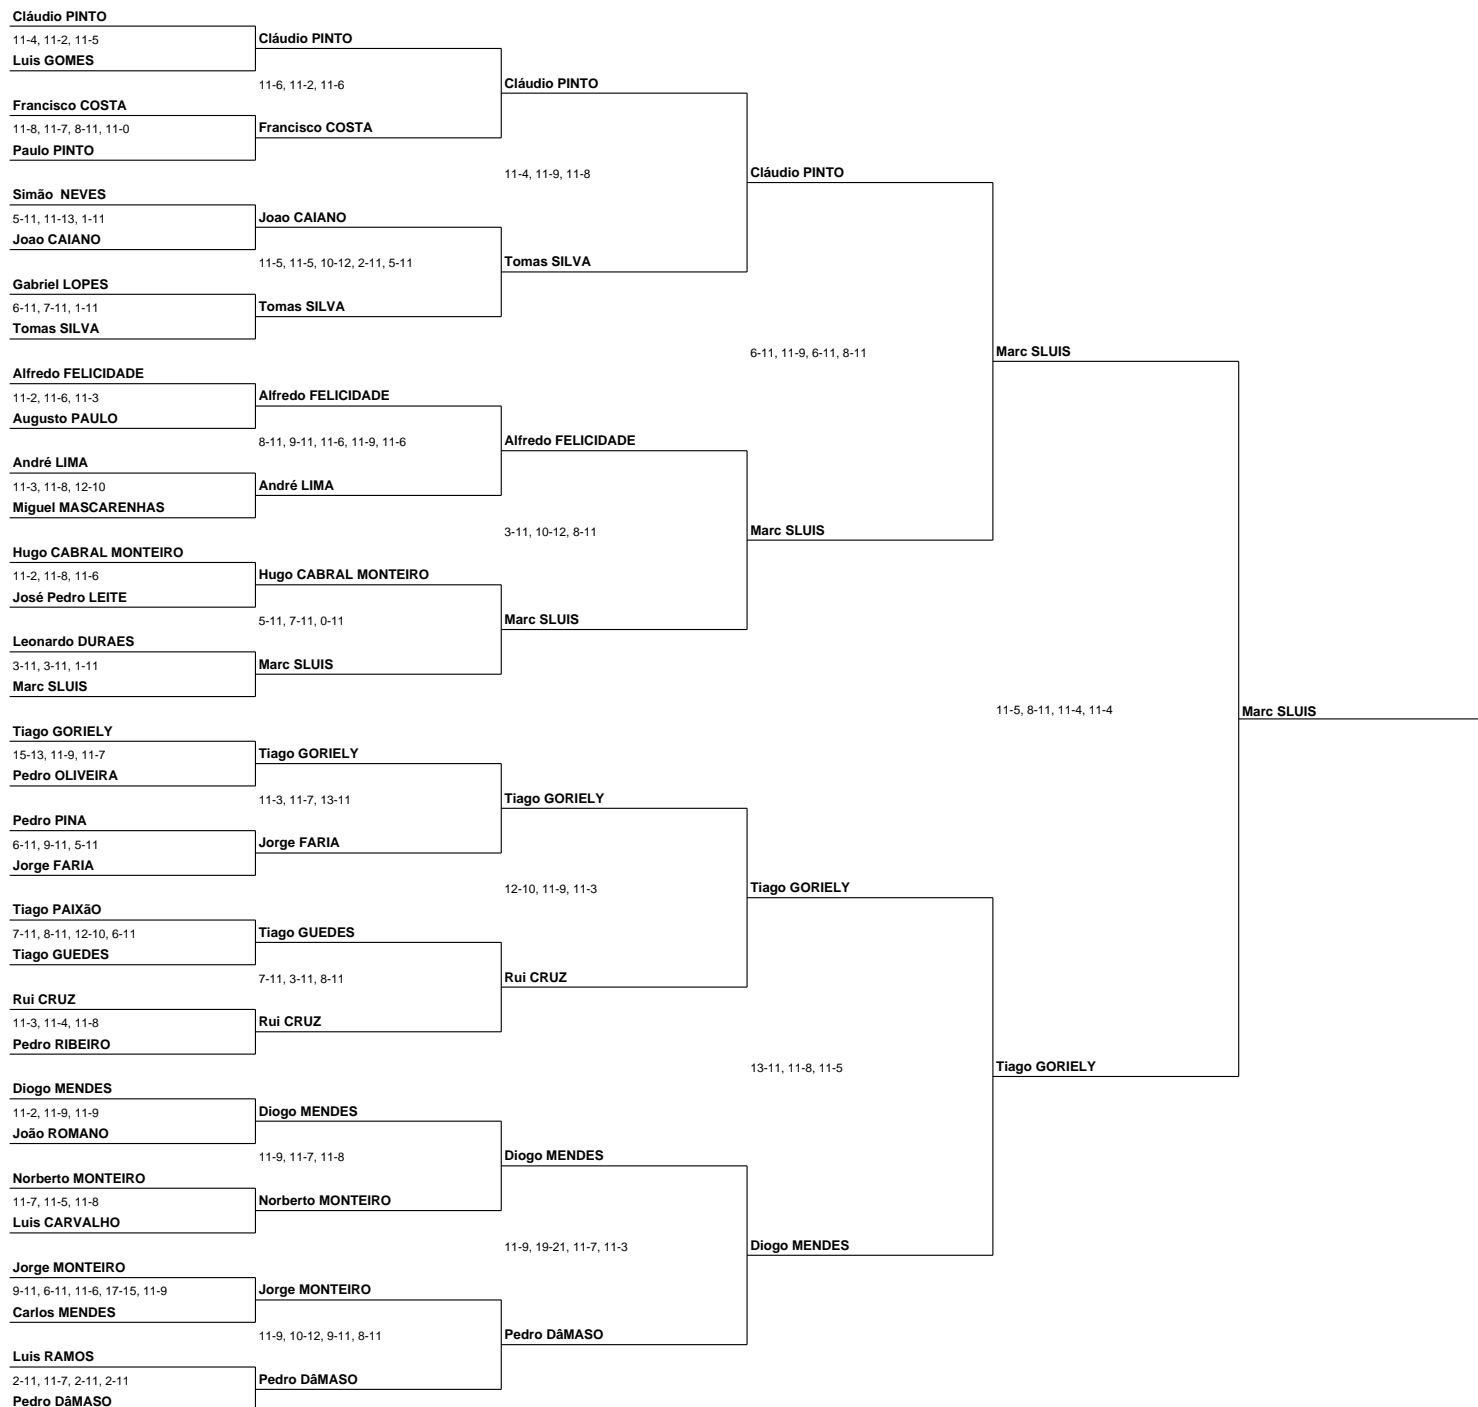 Cláudio PINTO
11-4, 11-2, 11-5
Luis GOMES
Francisco COSTA
11-8, 11-7, 8-11, 11-0
Paulo PINTO
Simão  NEVES
5-11, 11-13, 1-11
Joao CAIANO
Gabriel LOPES
6-11, 7-11, 1-11
Tomas SILVA
Alfredo FELICIDADE
11-2, 11-6, 11-3
Augusto PAULO
André LIMA
11-3, 11-8, 12-10
Miguel MASCARENHAS
Hugo CABRAL MONTEIRO
11-2, 11-8, 11-6
José Pedro LEITE
Leonardo DURAES
3-11, 3-11, 1-11
Marc SLUIS
Tiago GORIELY
15-13, 11-9, 11-7
Pedro OLIVEIRA
Pedro PINA
6-11, 9-11, 5-11
Jorge FARIA
Tiago PAIXãO
7-11, 8-11, 12-10, 6-11
Tiago GUEDES
Rui CRUZ
11-3, 11-4, 11-8
Pedro RIBEIRO
Diogo MENDES
11-2, 11-9, 11-9
João ROMANO
Norberto MONTEIRO
11-7, 11-5, 11-8
Luis CARVALHO
Jorge MONTEIRO
9-11, 6-11, 11-6, 17-15, 11-9
Carlos MENDES
Luis RAMOS
2-11, 11-7, 2-11, 2-11
Pedro DâMASO
Cláudio PINTO
11-6, 11-2, 11-6
Francisco COSTA
Joao CAIANO
11-5, 11-5, 10-12, 2-11, 5-11
Tomas SILVA
Alfredo FELICIDADE
8-11, 9-11, 11-6, 11-9, 11-6
André LIMA
Hugo CABRAL MONTEIRO
5-11, 7-11, 0-11
Marc SLUIS
Tiago GORIELY
11-3, 11-7, 13-11
Jorge FARIA
Tiago GUEDES
7-11, 3-11, 8-11
Rui CRUZ
Diogo MENDES
11-9, 11-7, 11-8
Norberto MONTEIRO
Jorge MONTEIRO
11-9, 10-12, 9-11, 8-11
Pedro DâMASO
Cláudio PINTO
11-4, 11-9, 11-8
Tomas SILVA
Alfredo FELICIDADE
3-11, 10-12, 8-11
Marc SLUIS
Tiago GORIELY
12-10, 11-9, 11-3
Rui CRUZ
Diogo MENDES
11-9, 19-21, 11-7, 11-3
Pedro DâMASO
Cláudio PINTO
6-11, 11-9, 6-11, 8-11
Marc SLUIS
Tiago GORIELY
13-11, 11-8, 11-5
Diogo MENDES
Marc SLUIS
11-5, 8-11, 11-4, 11-4
Tiago GORIELY
Marc SLUIS